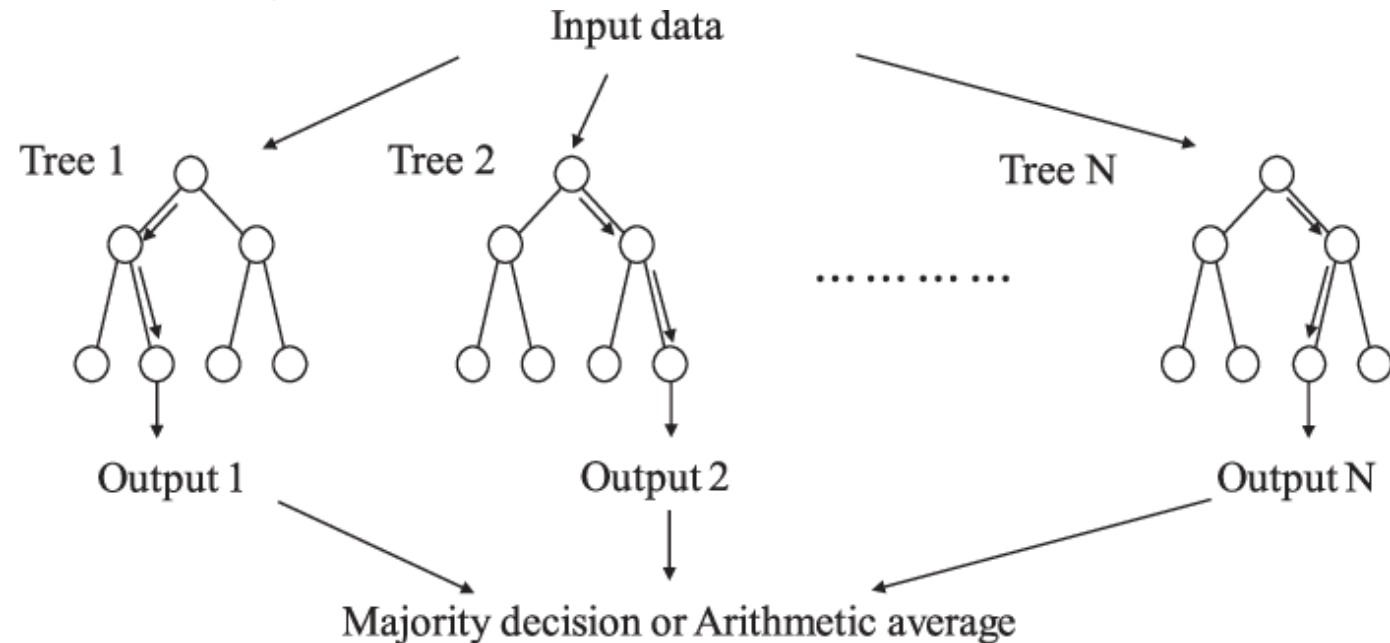 Input data
Tree 1
Tree 2
Tree N
… … … …
Output 1
Output 2
Output N
Majority decision or Arithmetic average